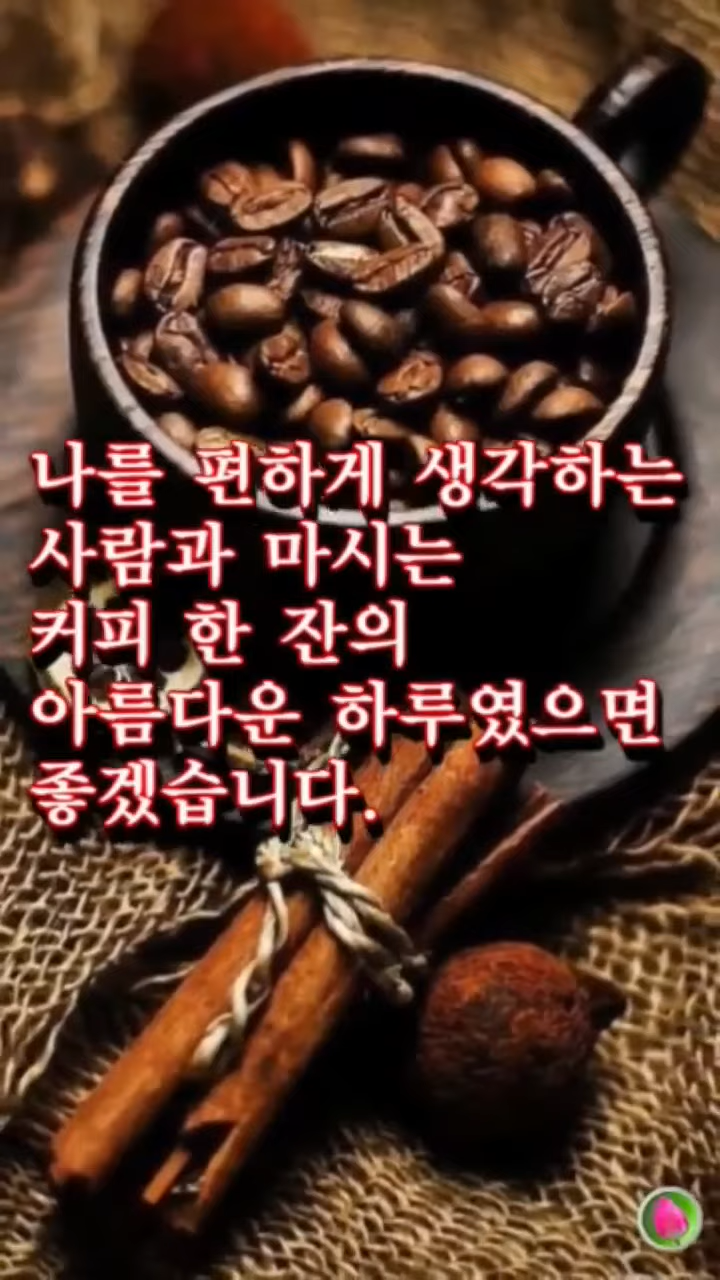 나를 편하게 생각하는
사람과 마시는
커피 한 잔의
아름다운 하루였으면
좋겠습니다.